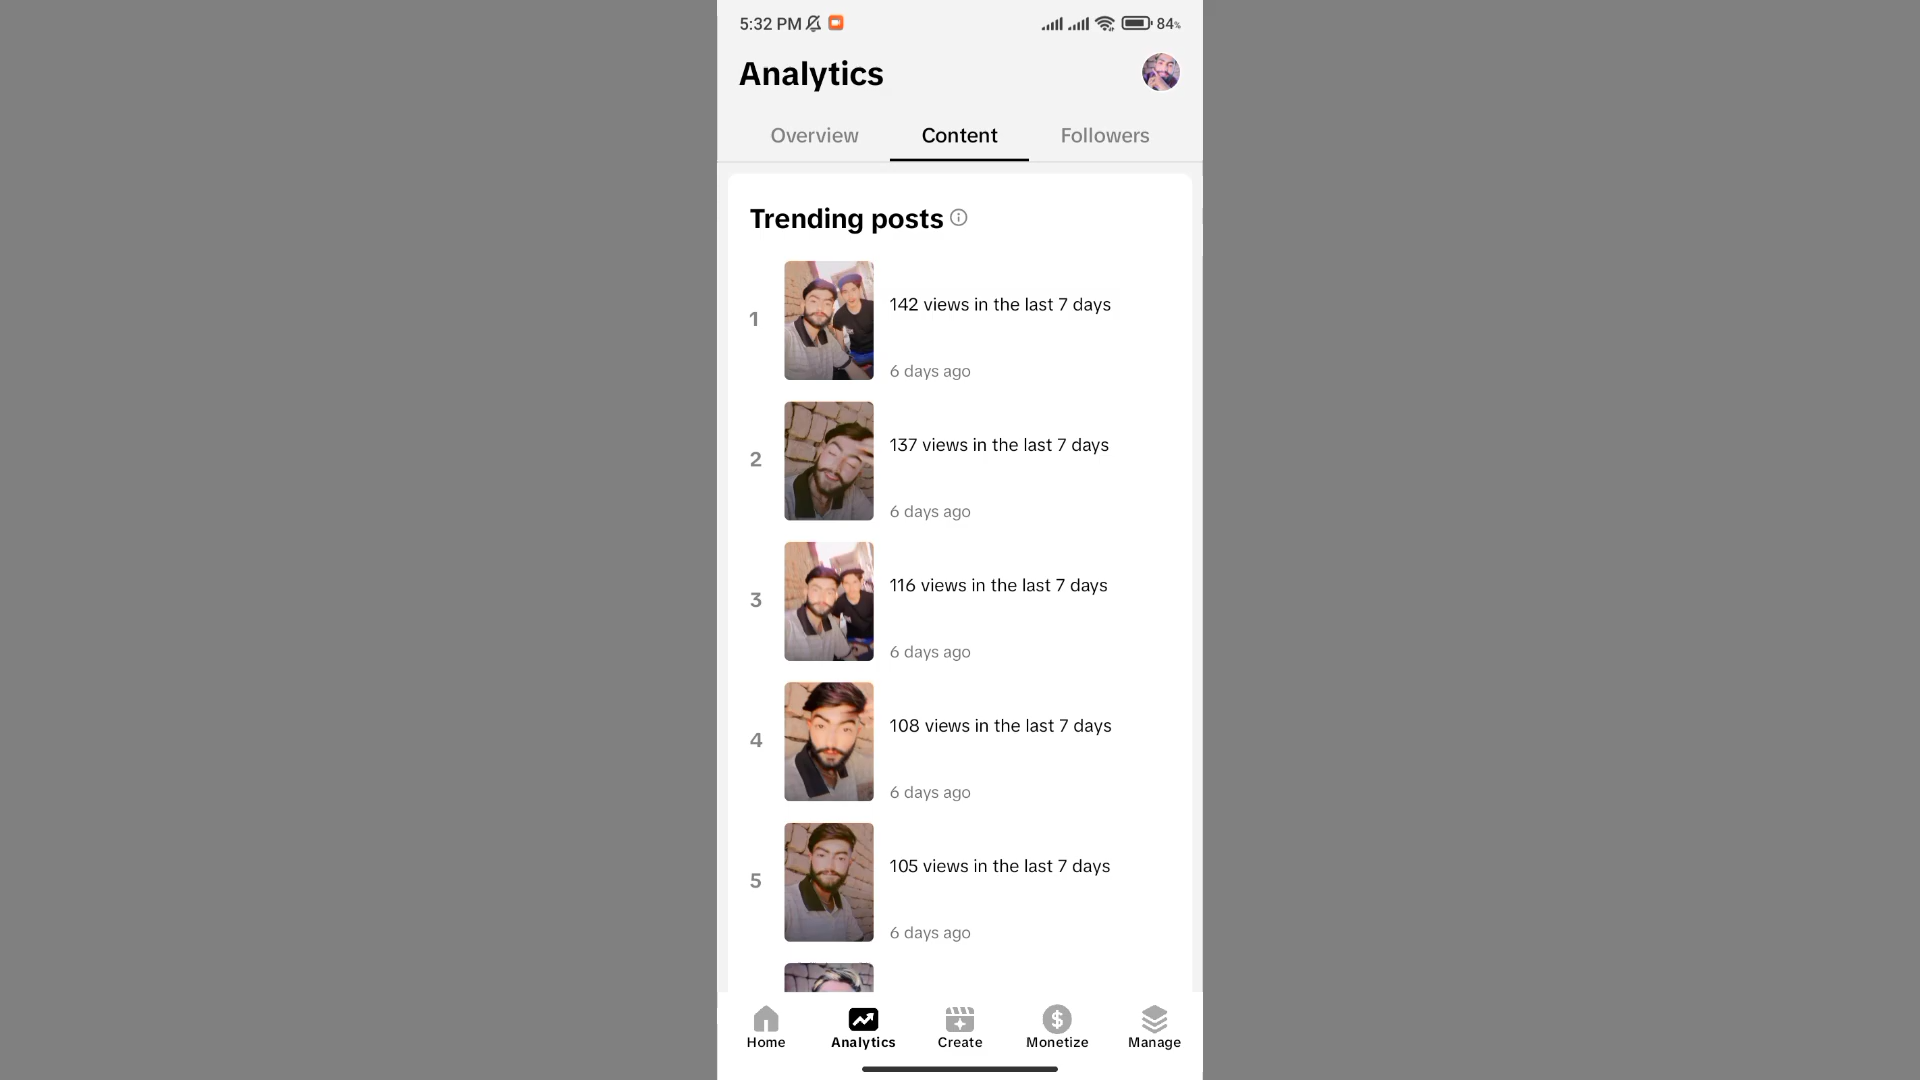 5:32 PM
84%
Analytics
Overview
Content
Followers
Trending posts
1
142 views in the last 7 days
6 days ago
2
137 views in the last 7 days
6 days ago
3
116 views in the last 7 days
6 days ago
4
108 views in the last 7 days
6 days ago
5
105 views in the last 7 days
6 days ago
Home
Analytics
Create
Monetize
Manage